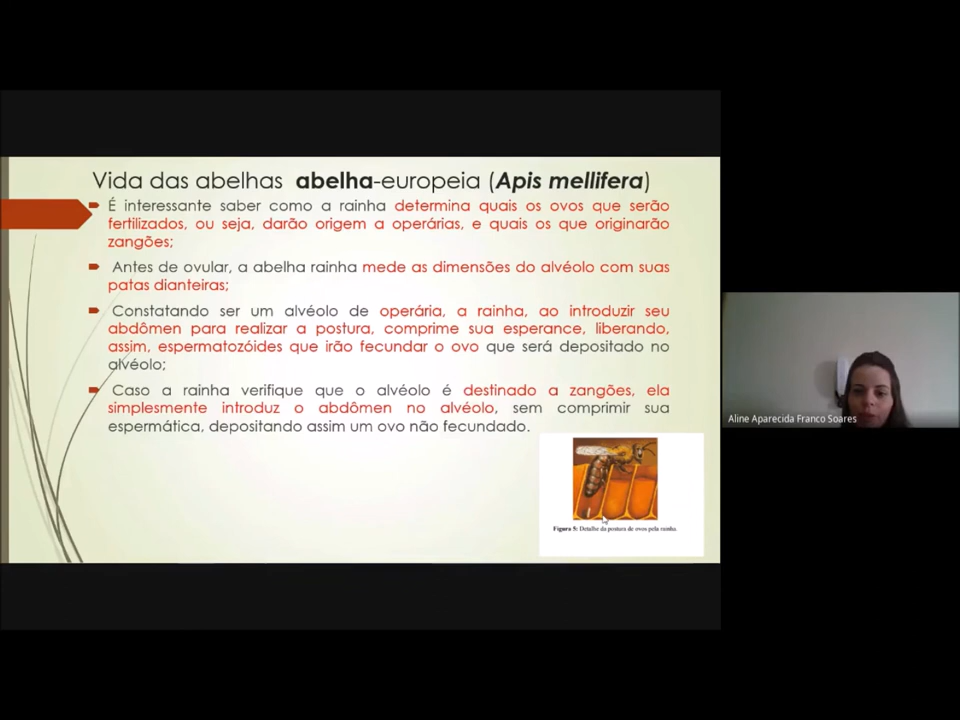 Vida das abelhas abelha-europeia (Apis mellifera)
É interessante saber como a rainha determina quais os ovos que serão
fertilizados, ou seja, darão origem a operárias, e quais os que originarão
zangões;
Antes de ovular, a abelha rainha mede as dimensões do alvéolo com suas
patas dianteiras;
Constatando ser um alvéolo de operária, a rainha, ao introduzir seu
abdômen para realizar a postura, comprime sua esperance, liberando,
assim, espermatozóides que irão fecundar o ovo que será depositado no
alvéolo;
Caso a rainha verifique que o alvéolo é destinado a zangões, ela
simplesmente introduz o abdômen no alvéolo, sem comprimir sua
espermática, depositando assim um ovo não fecundado.
Figura 5: Detalhe da postura de ovos pela rainha.
Aline Aparecida Franco Soares